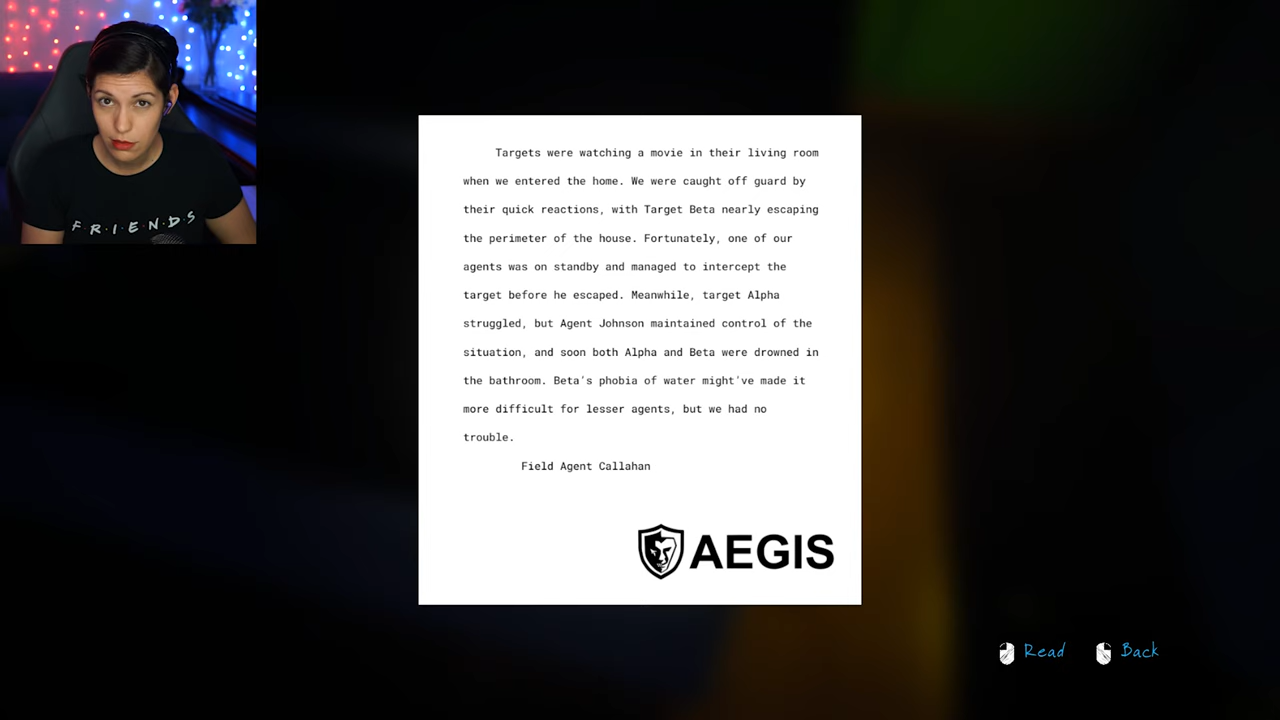 F·R·I·E·N·D·S
Targets were watching a movie in their living room
when we entered the home. We were caught off guard by
their quick reactions, with Target Beta nearly escaping
the perimeter of the house. Fortunately, one of our
agents was on standby and managed to intercept the
target before he escaped. Meanwhile, target Alpha
struggled, but Agent Johnson maintained control of the
situation, and soon both Alpha and Beta were drowned in
the bathroom. Beta's phobia of water might've made it
more difficult for lesser agents, but we had no
trouble.
Field Agent Callahan
AEGIS
Read
Back